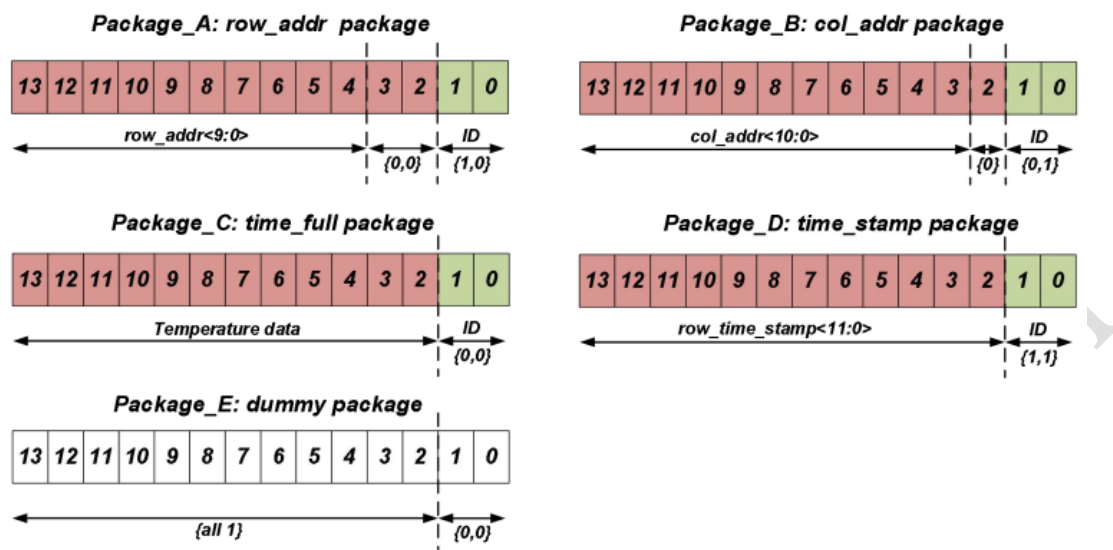 Package_A: row_addr package
13 12 11 10 9 8 7 6 5 4 3 2 1 0
row_addr<9:0>
{0,0}
ID
{1,0}
Package_B: col_addr package
13 12 11 10 9 8 7 6 5 4 3 2 1 0
col_addr<10:0>
{0}
ID
{0,1}
Package_C: time_full package
13 12 11 10 9 8 7 6 5 4 3 2 1 0
Temperature data
ID
{0,0}
Package_D: time_stamp package
13 12 11 10 9 8 7 6 5 4 3 2 1 0
row_time_stamp<11:0>
ID
{1,1}
Package_E: dummy package
13 12 11 10 9 8 7 6 5 4 3 2 1 0
{all 1}
{0,0}